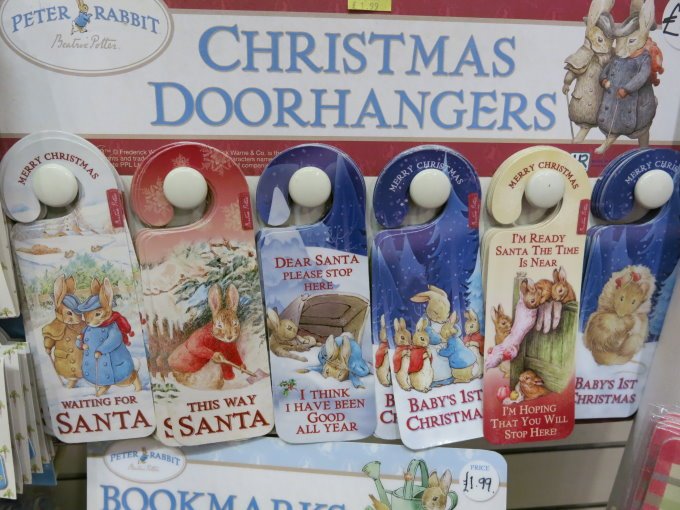 £1.99
PETER RABBIT
Beatrix Potter
£
CHRISTMAS
DOORHANGERS
MERRY CHRISTMAS
WAITING FOR
SANTA
THIS WAY
SANTA
DEAR SANTA
PLEASE STOP
HERE
I THINK
I HAVE BEEN
GOOD
ALL YEAR
MERRY CHRISTMAS
BABY'S 1ST
CHRISTMAS
MERRY CHRISTMAS
I'M READY
SANTA THE TIME
IS NEAR
I'M HOPING
THAT YOU WILL
STOP HERE!
MERRY CHRISTMAS
BABY'S 1ST
CHRISTMAS
PETER RABBIT
Beatrix Potter
BOOKMARKS
PRICE
£1.99